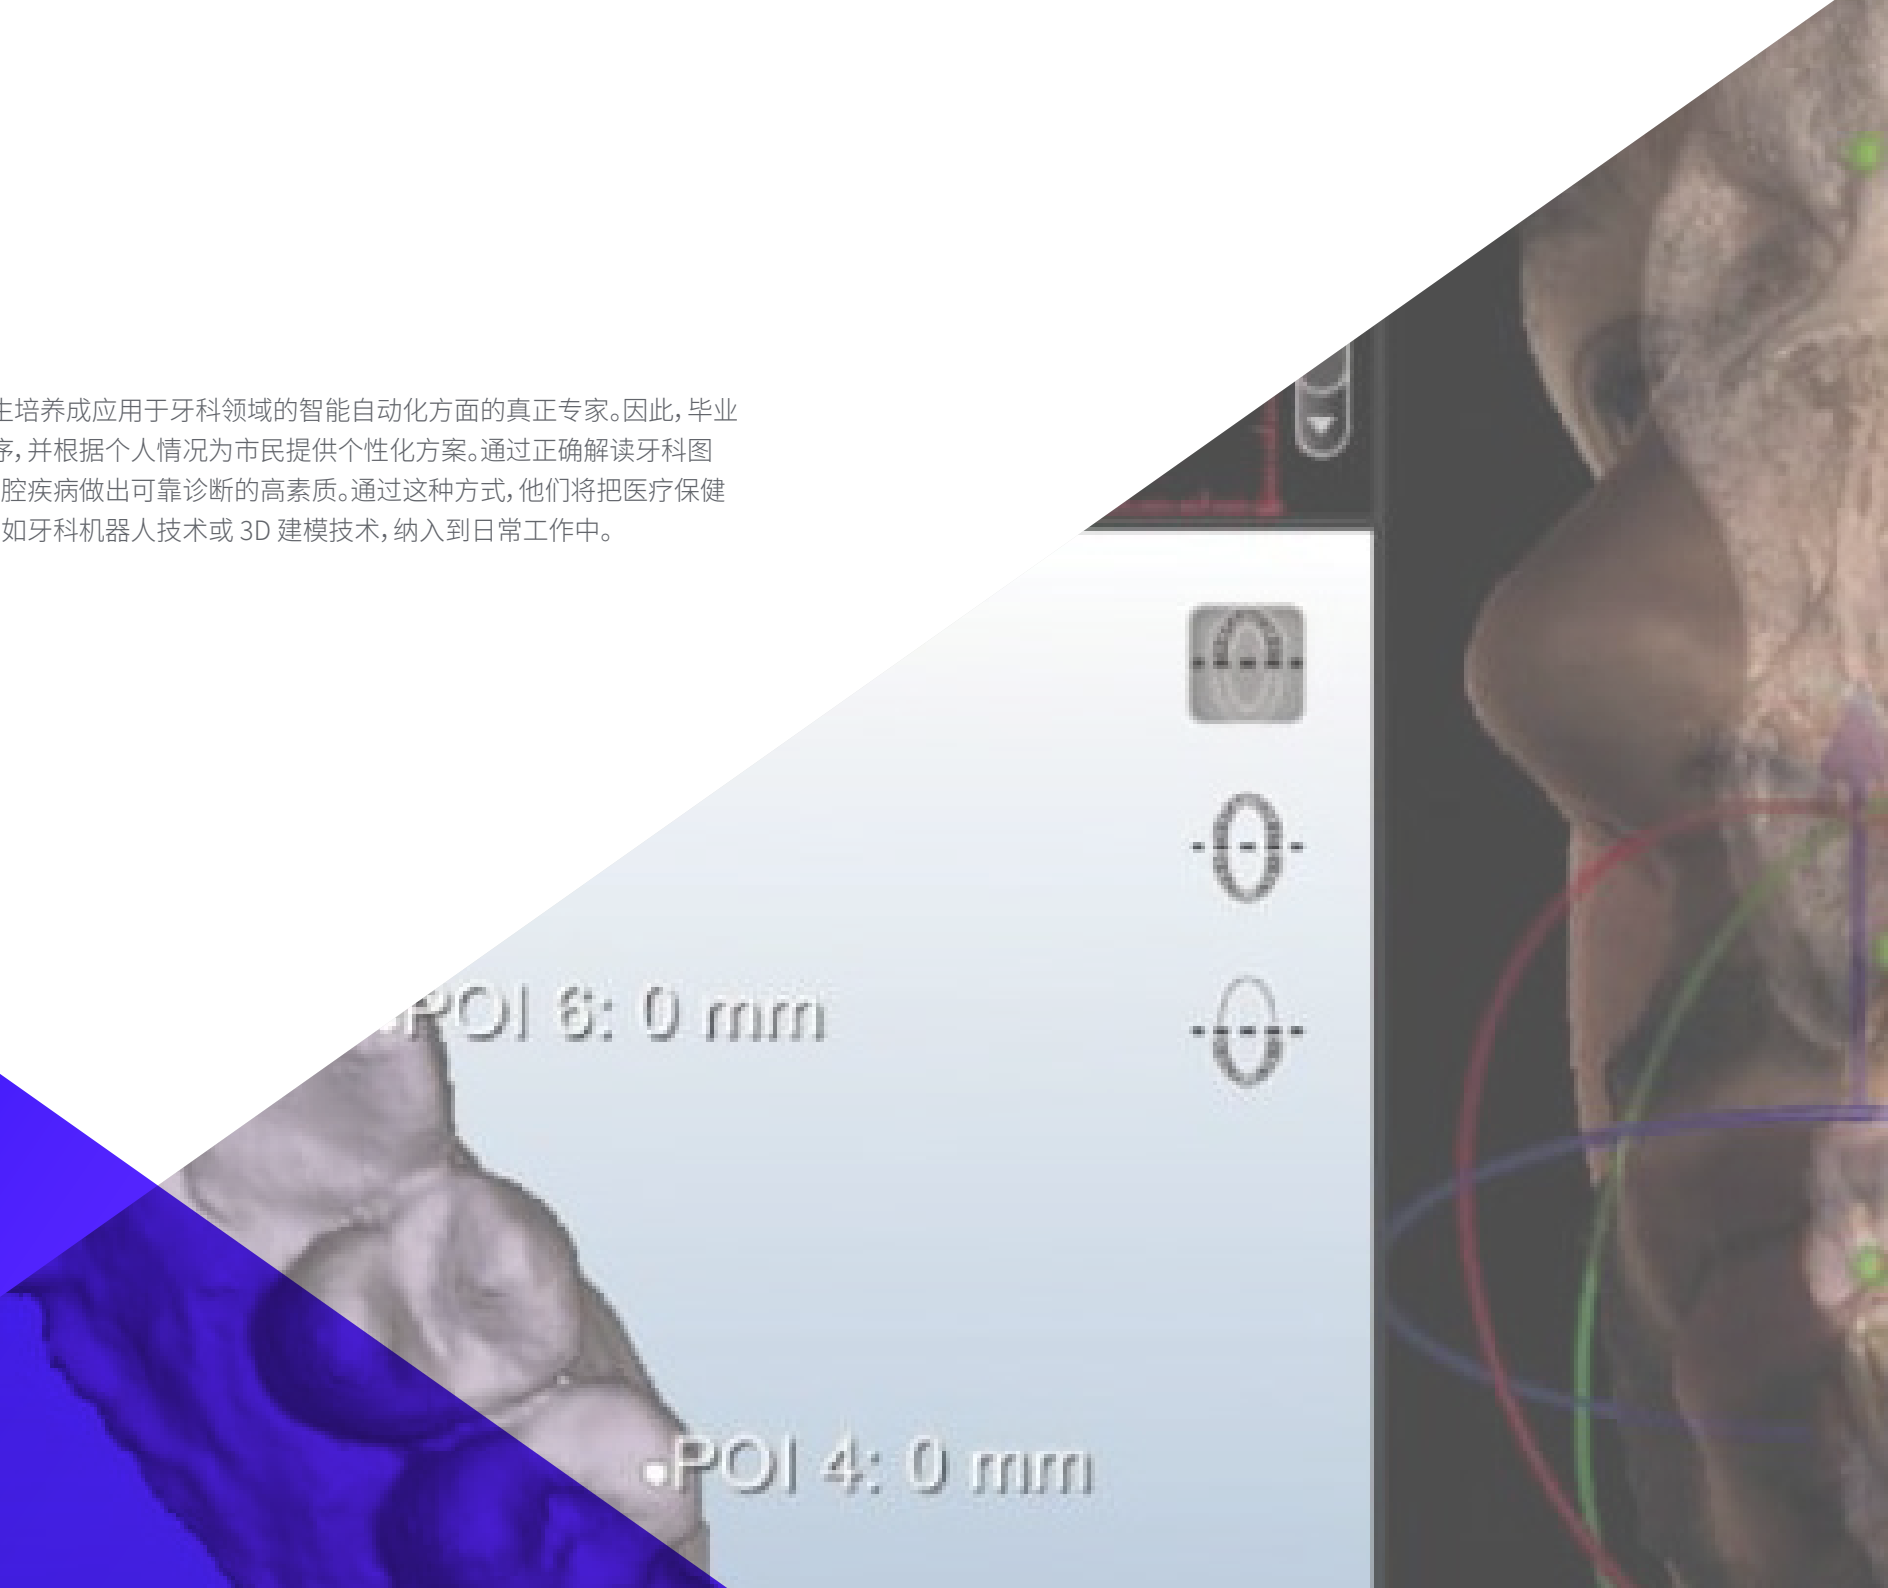 生培养成应用于牙科领域的智能自动化方面的真正专家。因此，毕业
序，并根据个人情况为市民提供个性化方案。通过正确解读牙科图
腔疾病做出可靠诊断的高素质。通过这种方式，他们将把医疗保健
如牙科机器人技术或 3D 建模技术，纳入到日常工作中。
POI 6: 0 mm
POI 4: 0 mm